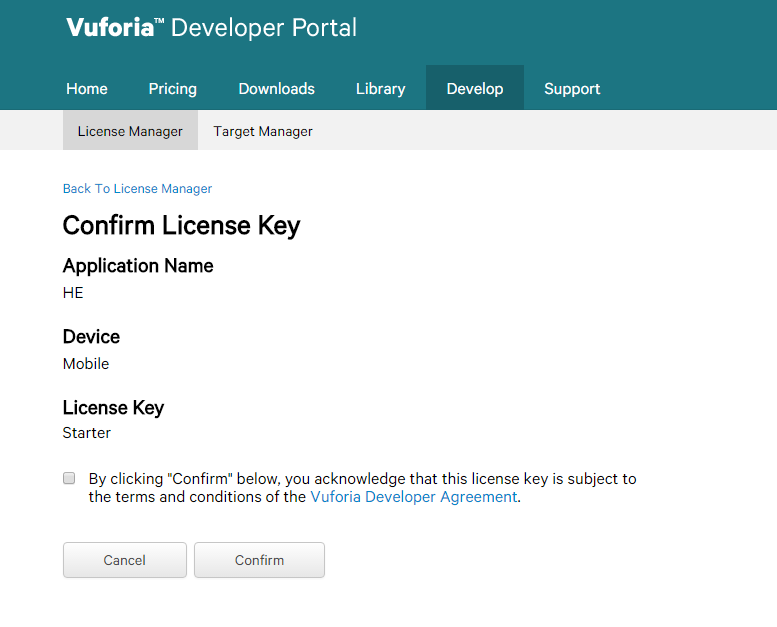 Vuforia™ Developer Portal
Home Pricing Downloads Library Develop Support
License Manager Target Manager
Back To License Manager
Confirm License Key
Application Name
HE
Device
Mobile
License Key
Starter
By clicking "Confirm" below, you acknowledge that this license key is subject to
the terms and conditions of the Vuforia Developer Agreement.
Cancel Confirm